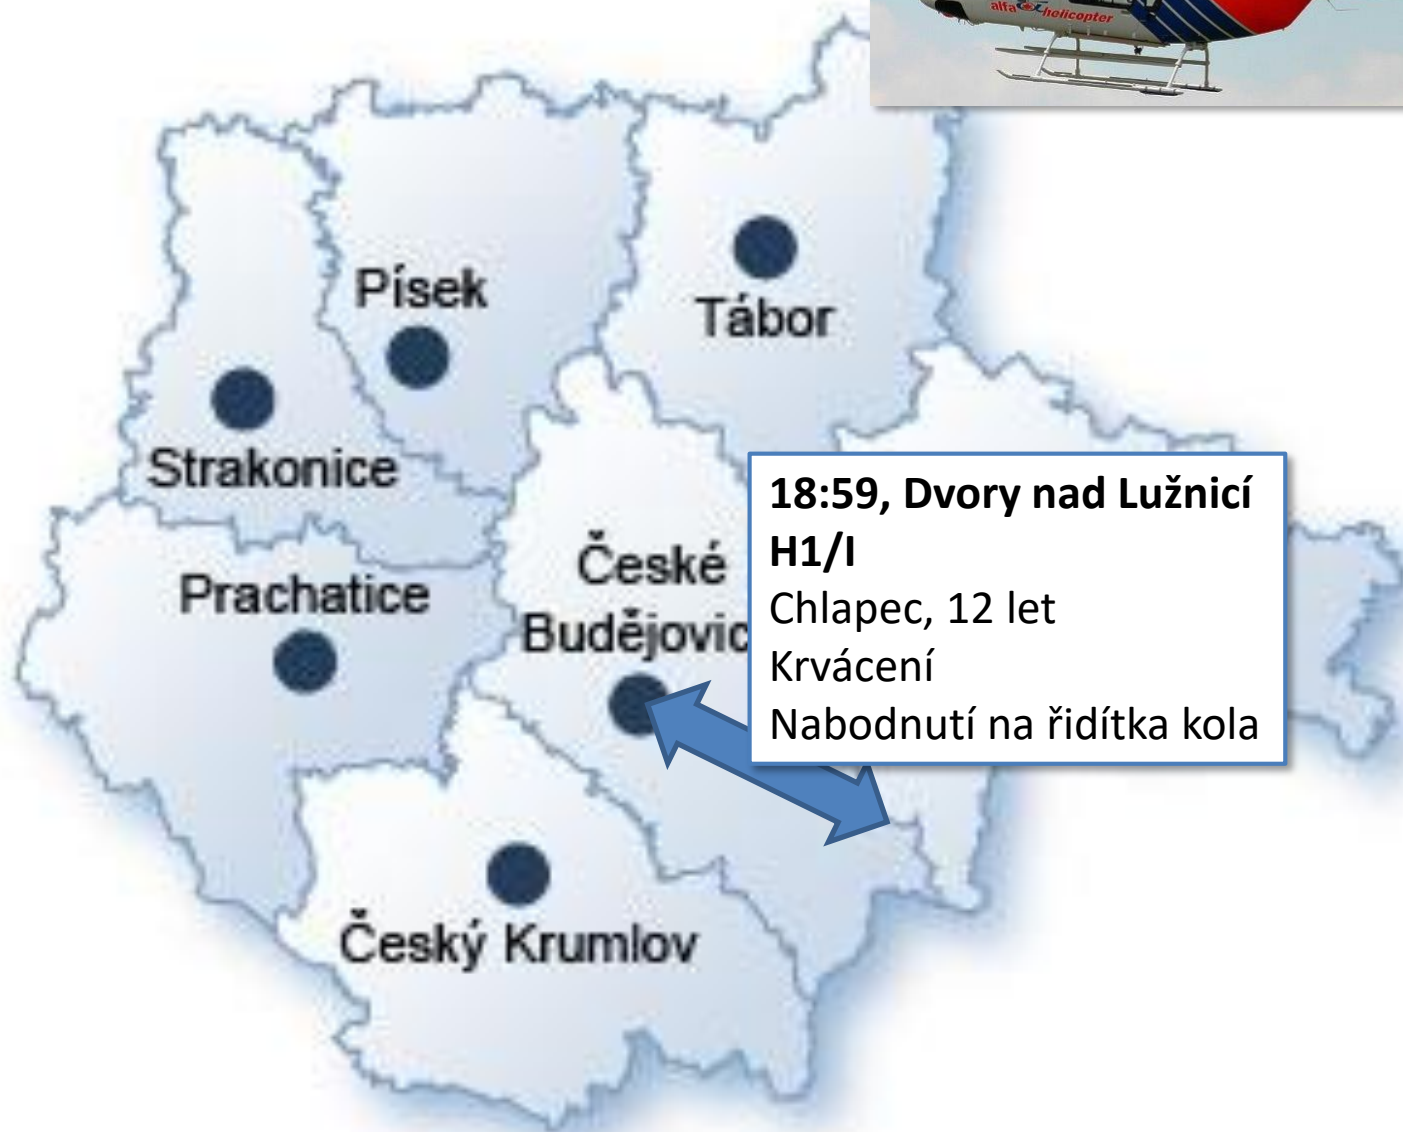 alfa helicopter
Písek
Tábor
Strakonice
18:59, Dvory nad Lužnicí
H1/I
Chlapec, 12 let
Krvácení
Nabodnutí na řidítka kola
České
Budějovic
Prachatice
Český Krumlov